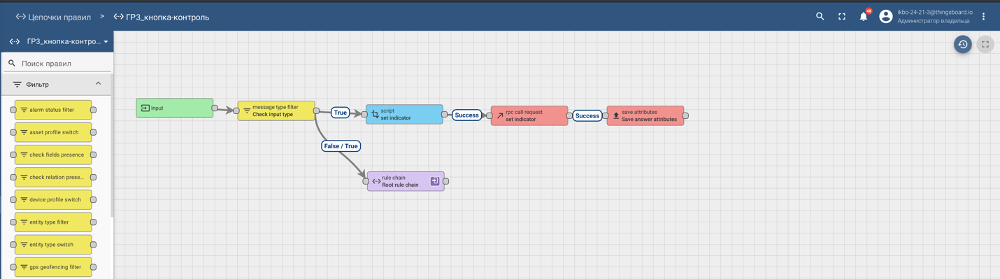 Цепочки правил > ГР3_кнопка-контроль
48
ikbo-24-21-3@thingsboard.io
Администратор владельца
ГР3_кнопка-контро...
Поиск правил
Фильтр
alarm status filter
asset profile switch
check fields presence
check relation prese...
device profile switch
entity type filter
entity type switch
gps geofencing filter
Input
message type filter
Check input type
True
script
set indicator
Success
rpc call request
set indicator
Success
save attributes
Save answer attributes
False / True
rule chain
Root rule chain